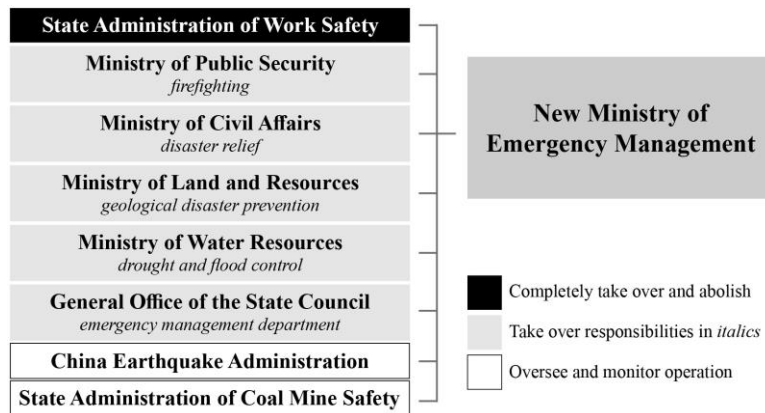 State Administration of Work Safety
Ministry of Public Security
firefighting
Ministry of Civil Affairs
disaster relief
Ministry of Land and Resources
geological disaster prevention
Ministry of Water Resources
drought and flood control
General Office of the State Council
emergency management department
China Earthquake Administration
State Administration of Coal Mine Safety
New Ministry of
Emergency Management
Completely take over and abolish
Take over responsibilities in italics
Oversee and monitor operation